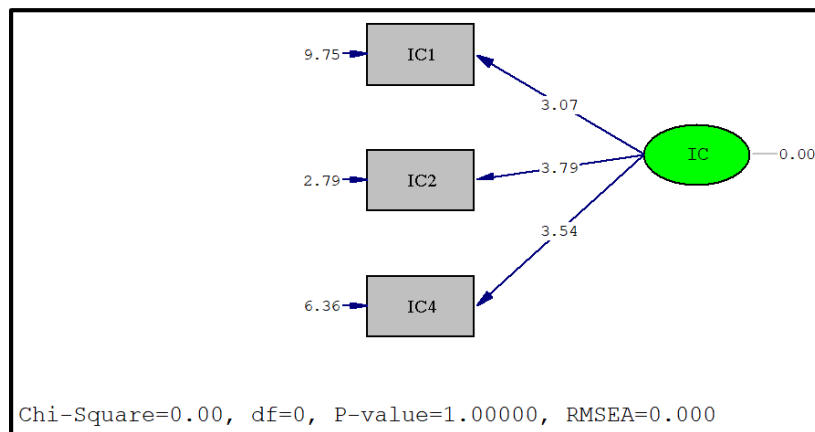 9.75 IC1
3.07
IC 0.00
2.79 IC2 3.79
3.54
6.36 IC4
Chi-Square=0.00, df=0, P-value=1.00000, RMSEA=0.000